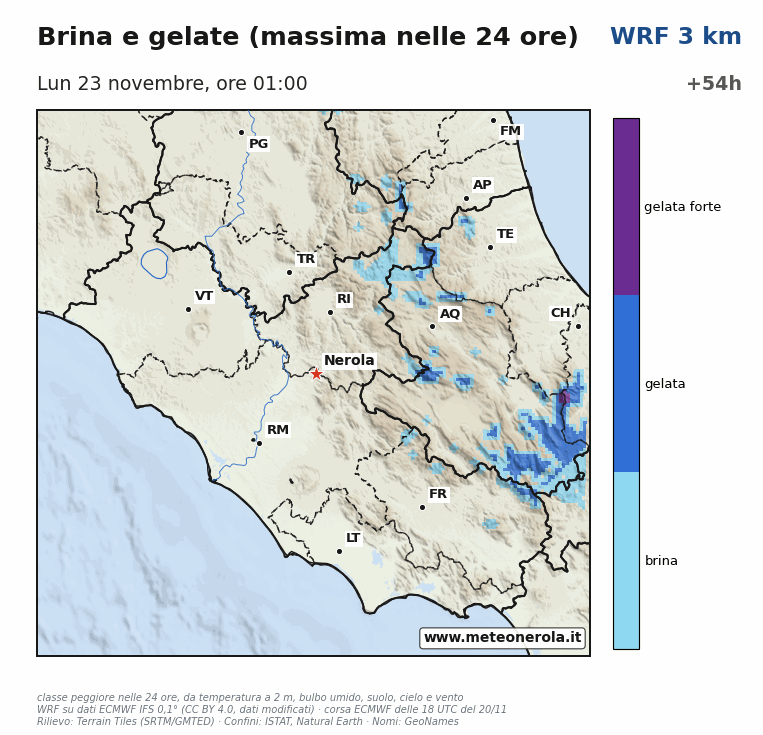 Brina e gelate (massima nelle 24 ore) WRF 3 km
Lun 23 novembre, ore 01:00 +54h
FM
PG
gelata forte
AP
TE
TR
VT
RI
AQ
CH
Nerola
gelata
RM
FR
LT
brina
www.meteonerola.it
classe peggiore nelle 24 ore, da temperatura a 2 m, bulbo umido, suolo, cielo e vento
WRF su dati ECMWF IFS 0,1° (CC BY 4.0, dati modificati) · corsa ECMWF delle 18 UTC del 20/11
Rilievo: Terrain Tiles (SRTM/GMTED) · Confini: ISTAT, Natural Earth · Nomi: GeoNames